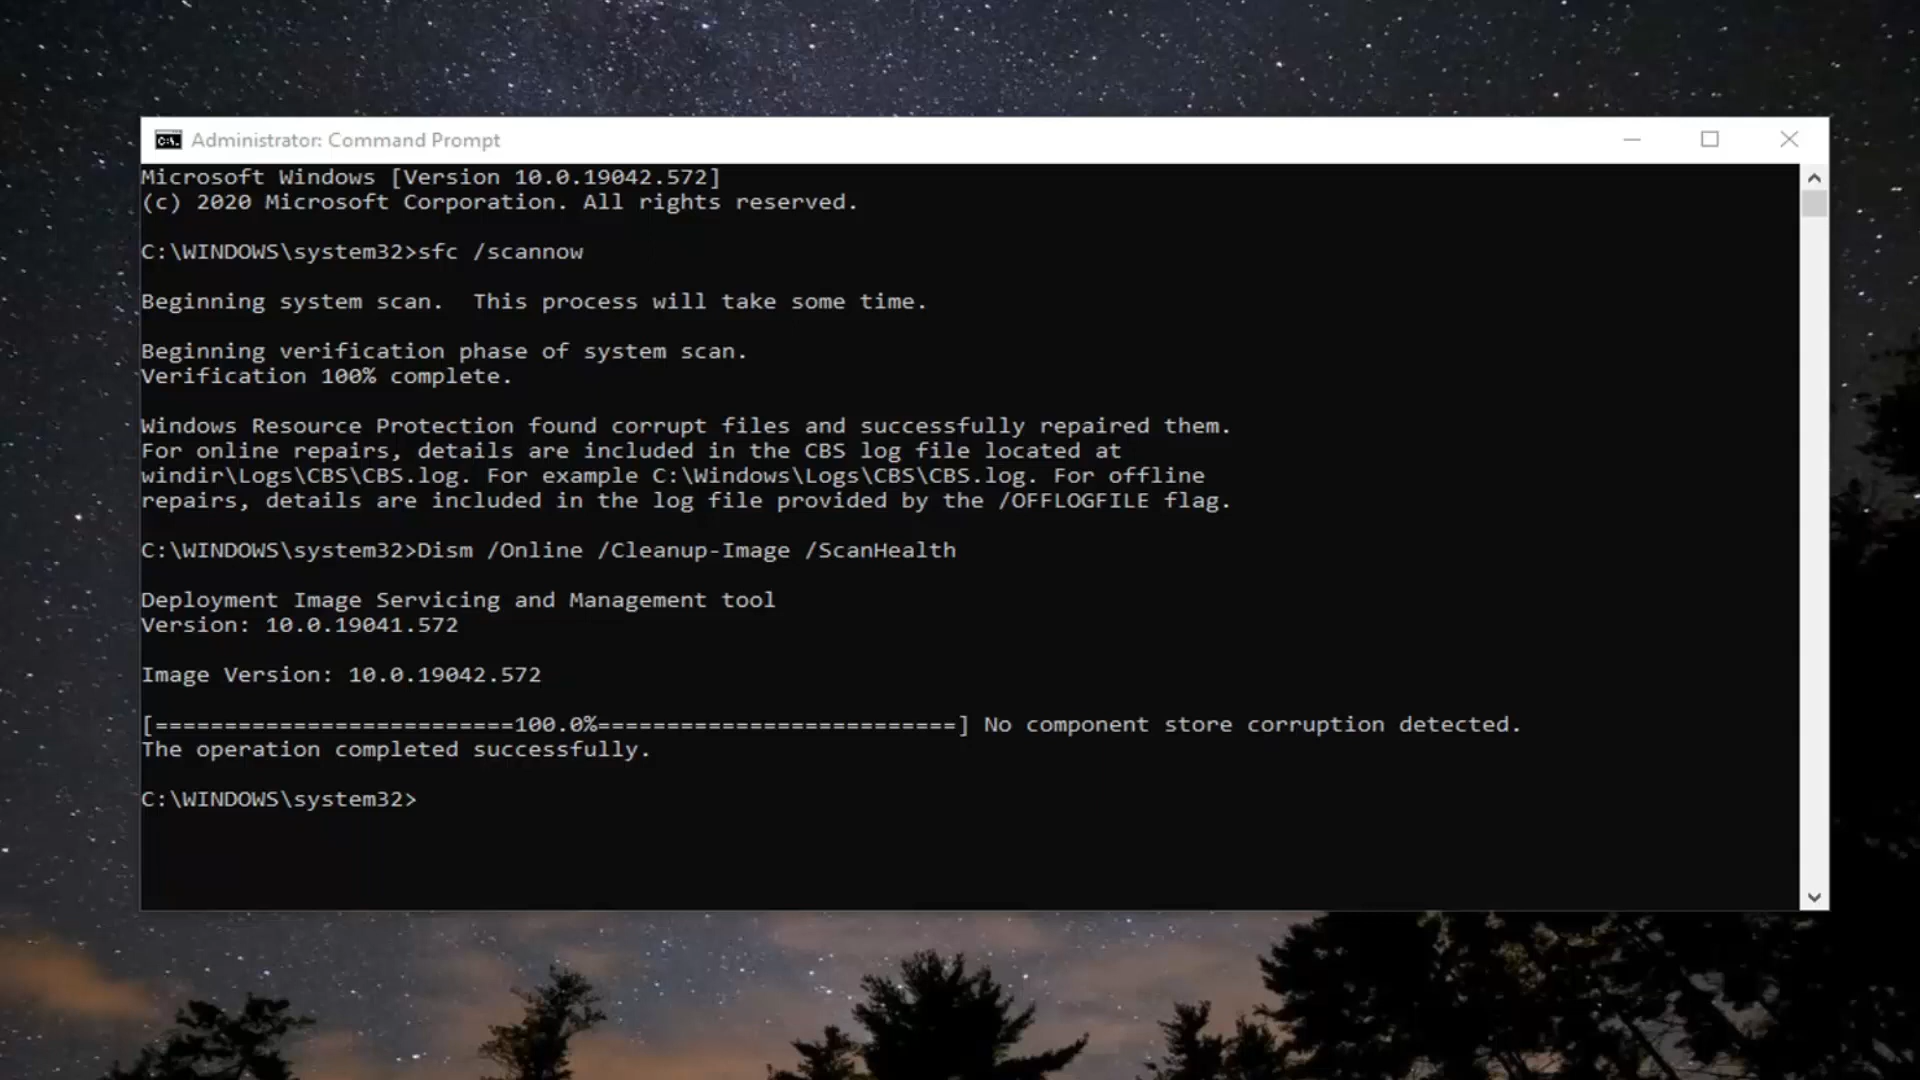 Administrator: Command Prompt
Microsoft Windows [Version 10.0.19042.572]
(c) 2020 Microsoft Corporation. All rights reserved.
C:\WINDOWS\system32>sfc /scannow
Beginning system scan.  This process will take some time.
Beginning verification phase of system scan.
Verification 100% complete.
Windows Resource Protection found corrupt files and successfully repaired them.
For online repairs, details are included in the CBS log file located at
windir\Logs\CBS\CBS.log. For example C:\Windows\Logs\CBS\CBS.log. For offline
repairs, details are included in the log file provided by the /OFFLOGFILE flag.
C:\WINDOWS\system32>Dism /Online /Cleanup-Image /ScanHealth
Deployment Image Servicing and Management tool
Version: 10.0.19041.572
Image Version: 10.0.19042.572
[==========================100.0%==========================] No component store corruption detected.
The operation completed successfully.
C:\WINDOWS\system32>